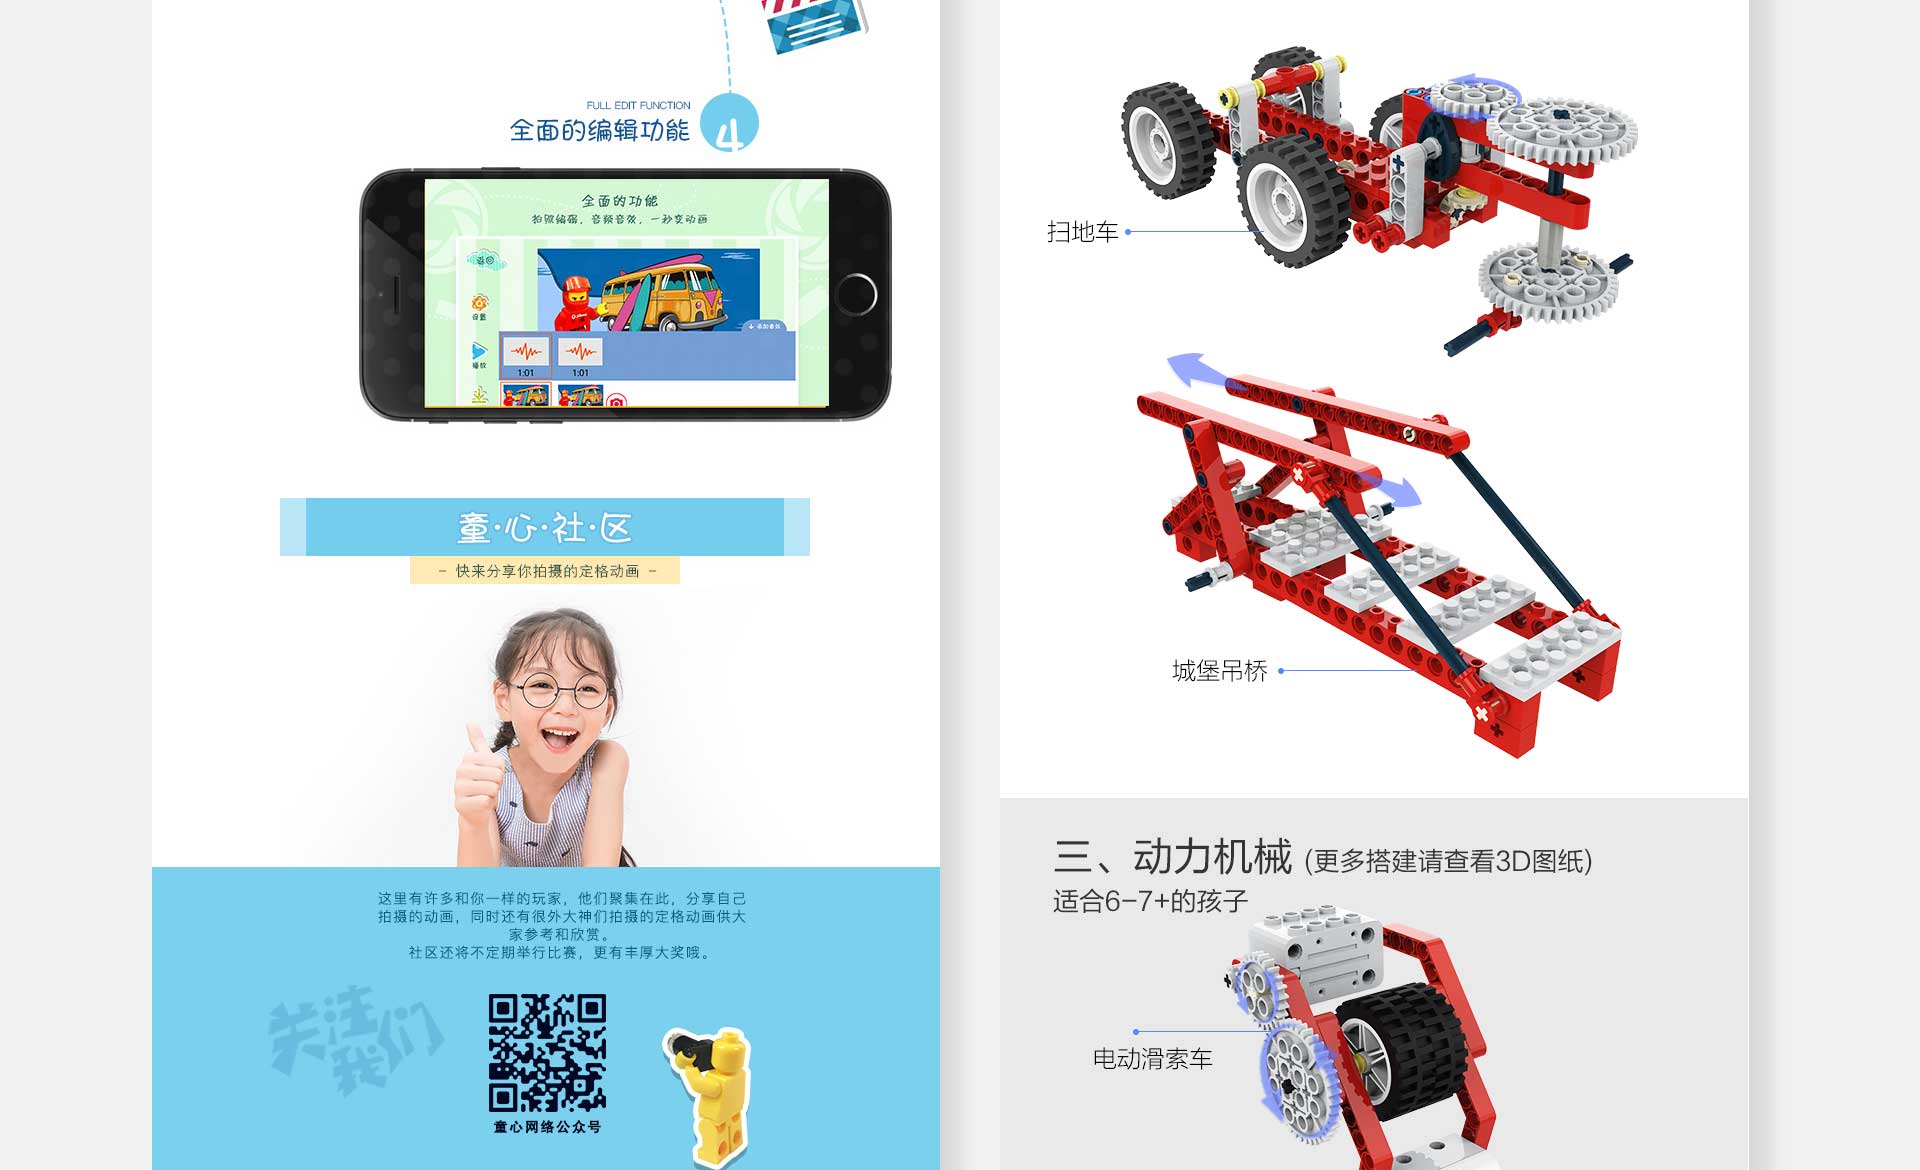 FULL EDIT FUNCTION
全面的编辑功能
4
全面的功能
拍照编辑，音频音效，一秒变动画
返回
设置
播放
1:01
1:01
童·心·社·区
- 快来分享你拍摄的定格动画 -
这里有许多和你一样的玩家，他们聚集在此，分享自己
拍摄的动画，同时还有很外大神们拍摄的定格动画供大
家参考和欣赏。
社区还将不定期举行比赛，更有丰厚大奖哦。
关注
我们
童心网络公众号
扫地车
城堡吊桥
三、动力机械 (更多搭建请查看3D图纸)
适合6-7+的孩子
电动滑索车